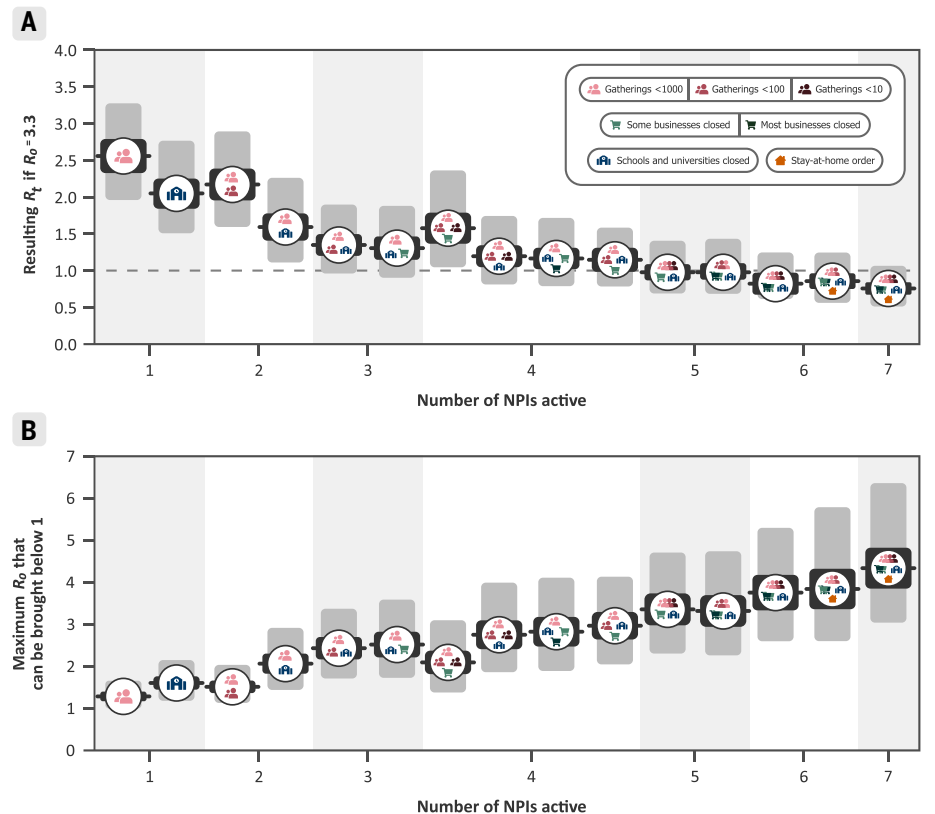 A
4.0
3.5
3.0
2.5
2.0
1.5
1.0
0.5
0.0
Resulting Rt if Ro = 3.3
Gatherings <1000 Gatherings <100 Gatherings <10
Some businesses closed Most businesses closed
Schools and universities closed Stay-at-home order
1 2 3 4 5 6 7
Number of NPIs active
B
7
6
5
4
3
2
1
0
Maximum Ro that
can be brought below 1
1 2 3 4 5 6 7
Number of NPIs active